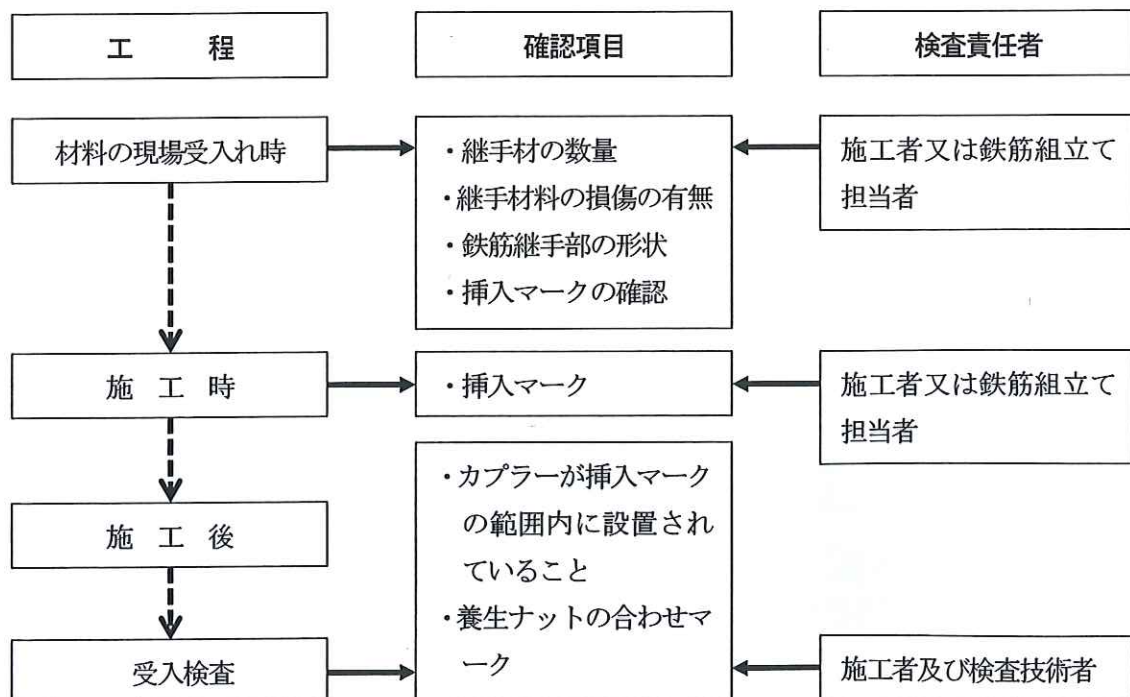 工 程
確認項目
検査責任者
材料の現場受入れ時
・継手材の数量
・継手材料の損傷の有無
・鉄筋継手部の形状
・挿入マークの確認
施工者又は鉄筋組立て
担当者
施 工 時
・挿入マーク
施工者又は鉄筋組立て
担当者
施 工 後
・カプラーが挿入マーク
の範囲内に設置され
ていること
・養生ナットの合わせマ
ーク
受入検査
施工者及び検査技術者